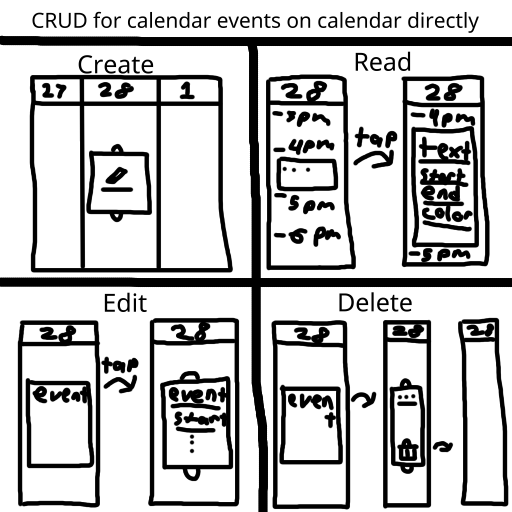 CRUD for calendar events on calendar directly
Create
27 28 1
Read
28
-3pm
-4pm
...
-5pm
-6pm
tap
28
-4pm
text
start
end
color
-5pm
Edit
28
event
tap
28
event
start
Delete
28
even
t
28
28